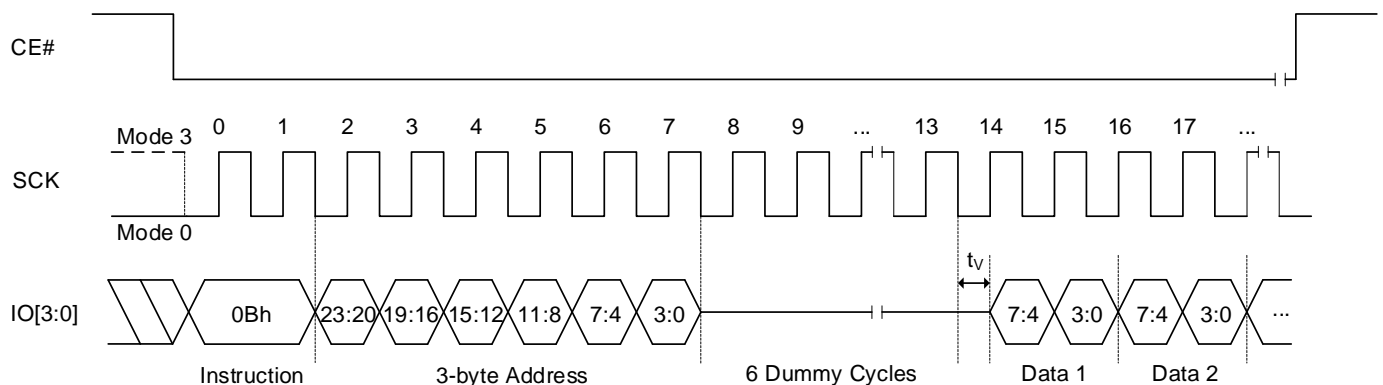 CE#
Mode 3
0 1 2 3 4 5 6 7 8 9 ... 13 14 15 16 17 ...
SCK
Mode 0
tV
IO[3:0]
0Bh 23:20 19:16 15:12 11:8 7:4 3:0 7:4 3:0 7:4 3:0 ...
Instruction 3-byte Address 6 Dummy Cycles Data 1 Data 2